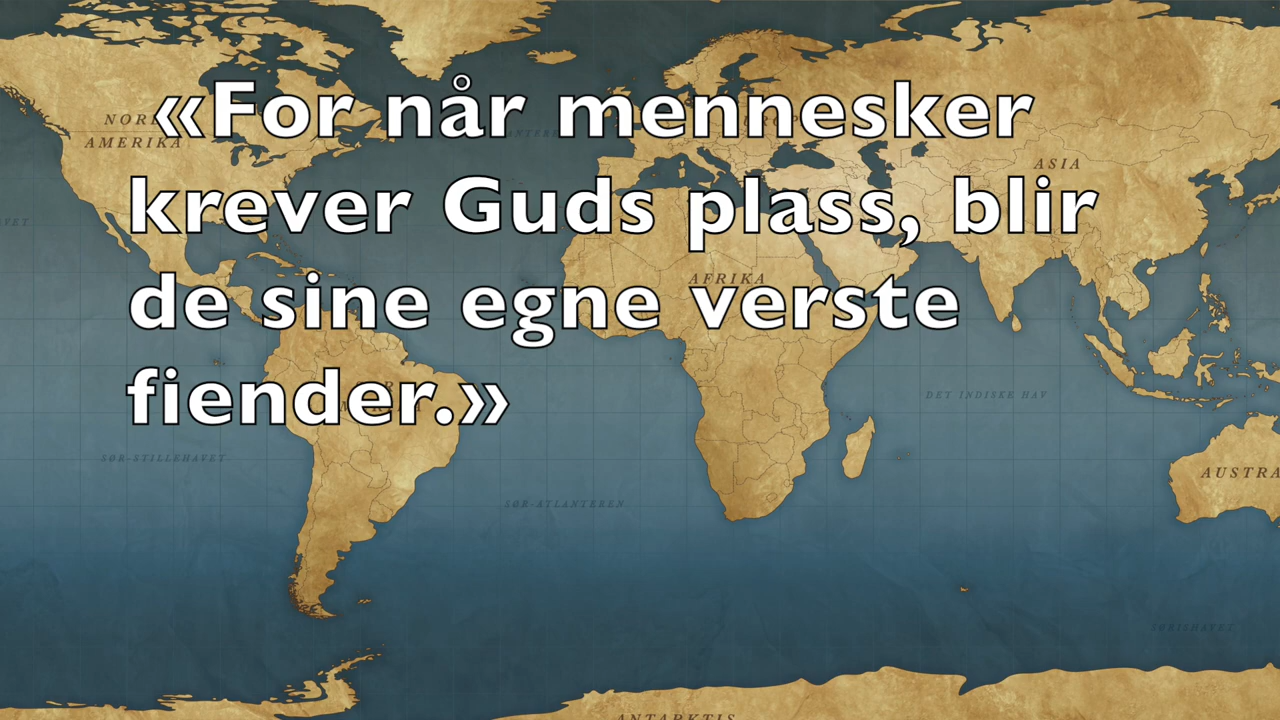 «For når mennesker
krever Guds plass, blir
de sine egne verste
fiender.»
AMERIKA
ASIA
AFRIKA
DET INDISKE HAV
SØR-STILLEHAVET
AUSTRA
SØR-ATLANTEREN
SØRISHAVET
ANTARKTIS